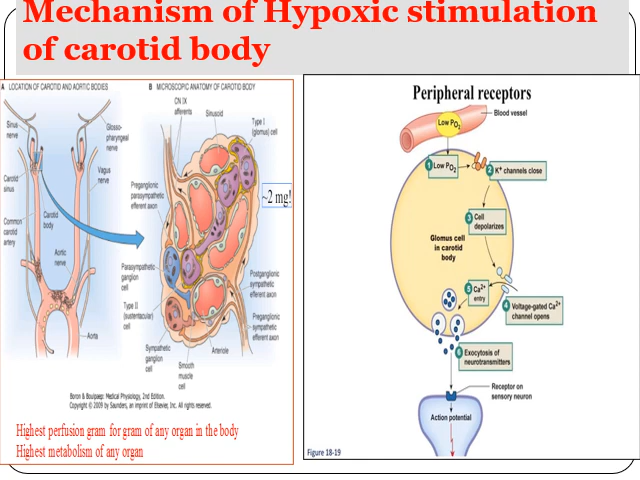 Mechanism of Hypoxic stimulation
of carotid body
A LOCATION OF CAROTID AND AORTIC BODIES
Sinus
nerve
Glosso-
pharyngeal
nerve
Vagus
nerve
Carotid
sinus
Common
carotid
artery
Carotid
body
Aortic
nerve
Aorta
B MICROSCOPIC ANATOMY OF CAROTID BODY
CN IX
afferents
Sinusoid
Type I
(glomus) cell
Preganglionic
parasympathetic
efferent axon
~2 mg!
Parasympathetic
ganglion
cell
Type II
(sustentacular)
cell
Postganglionic
sympathetic
efferent axon
Preganglionic
sympathetic
efferent axon
Sympathetic
ganglion
cell
Smooth
muscle
cell
Arteriole
Boron & Boulpaep: Medical Physiology, 2nd Edition.
Copyright © 2009 by Saunders, an imprint of Elsevier, Inc. All rights reserved.
Highest perfusion gram for gram of any organ in the body
Highest metabolism of any organ
Peripheral receptors
Blood vessel
Low PO2
1 Low PO2
2 K+ channels close
3 Cell
depolarizes
Glomus cell
in carotid
body
4 Voltage-gated Ca2+
channel opens
5 Ca2+
entry
6 Exocytosis of
neurotransmitters
Receptor on
sensory neuron
Action potential
Figure 18-19